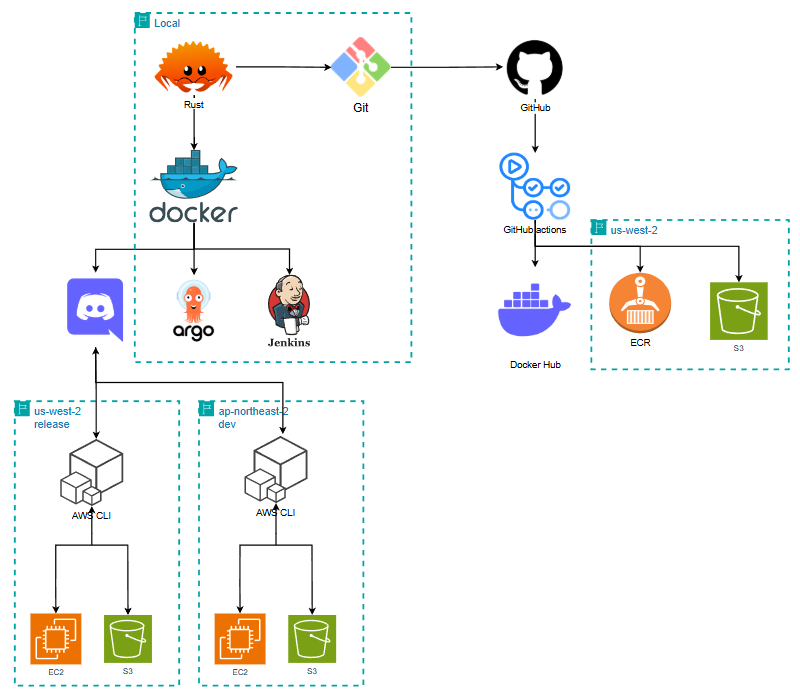 Local
Rust
Git
GitHub
docker
GitHub actions
us-west-2
argo
Jenkins
Docker Hub
ECR
S3
us-west-2
release
ap-northeast-2
dev
AWS CLI
AWS CLI
EC2
S3
EC2
S3